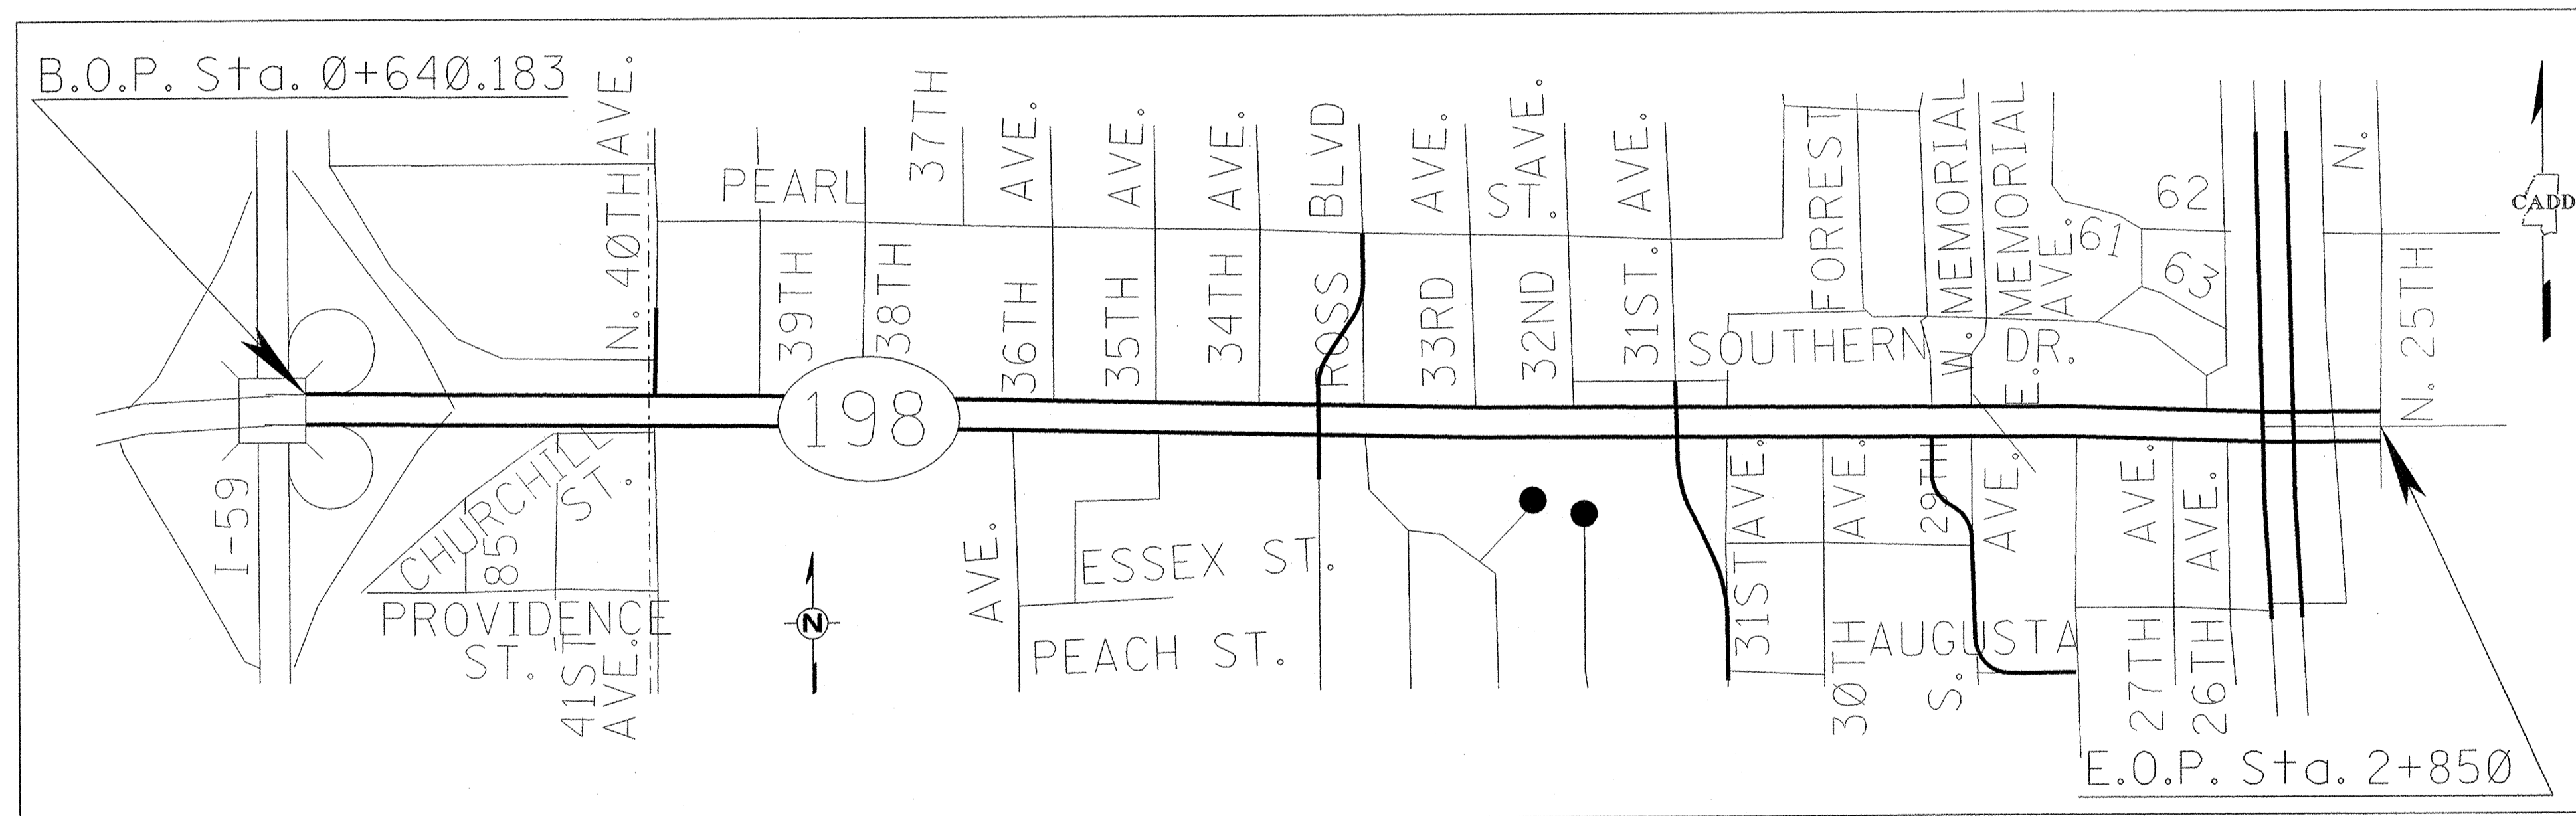 B.O.P. Sta. 0+640.183
N. 40TH AVE.
PEARL
ST.
39TH
38TH
37TH
36TH AVE.
35TH AVE.
34TH AVE.
ROSS BLVD
33RD AVE.
32ND AVE.
31ST. AVE.
FORREST
W. MEMORIAL
E. MEMORIAL
AVE.
SOUTHERN DR.
61
62
63
N.
N. 25TH
CADD
198
I-59
CHURCHILL
ST.
85
PROVIDENCE
ST.
41ST
AVE.
N
AVE.
ESSEX ST.
PEACH ST.
31ST AVE.
30TH AVE.
29TH
AVE.
S.
AUGUSTA
27TH AVE.
26TH AVE.
E.O.P. Sta. 2+850